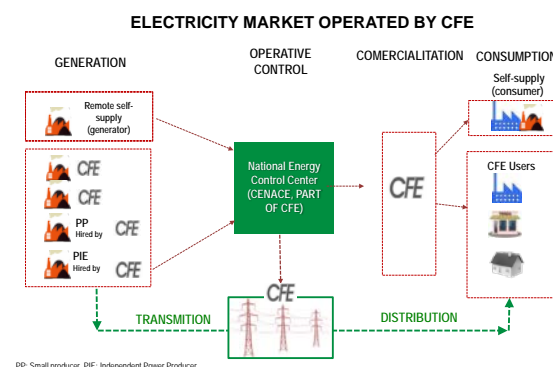 ELECTRICITY MARKET OPERATED BY CFE
GENERATION
OPERATIVE
CONTROL
COMERCIALITATION
CONSUMPTION
Remote self-
supply
(generator)
CFE
CFE
PP
Hired by
CFE
PIE
Hired by
CFE
National Energy
Control Center
(CENACE, PART
OF CFE)
CFE
Self-supply
(consumer)
CFE Users
CFE
TRANSMITION
DISTRIBUTION
PP: Small producer PIE: Independent Power Producer